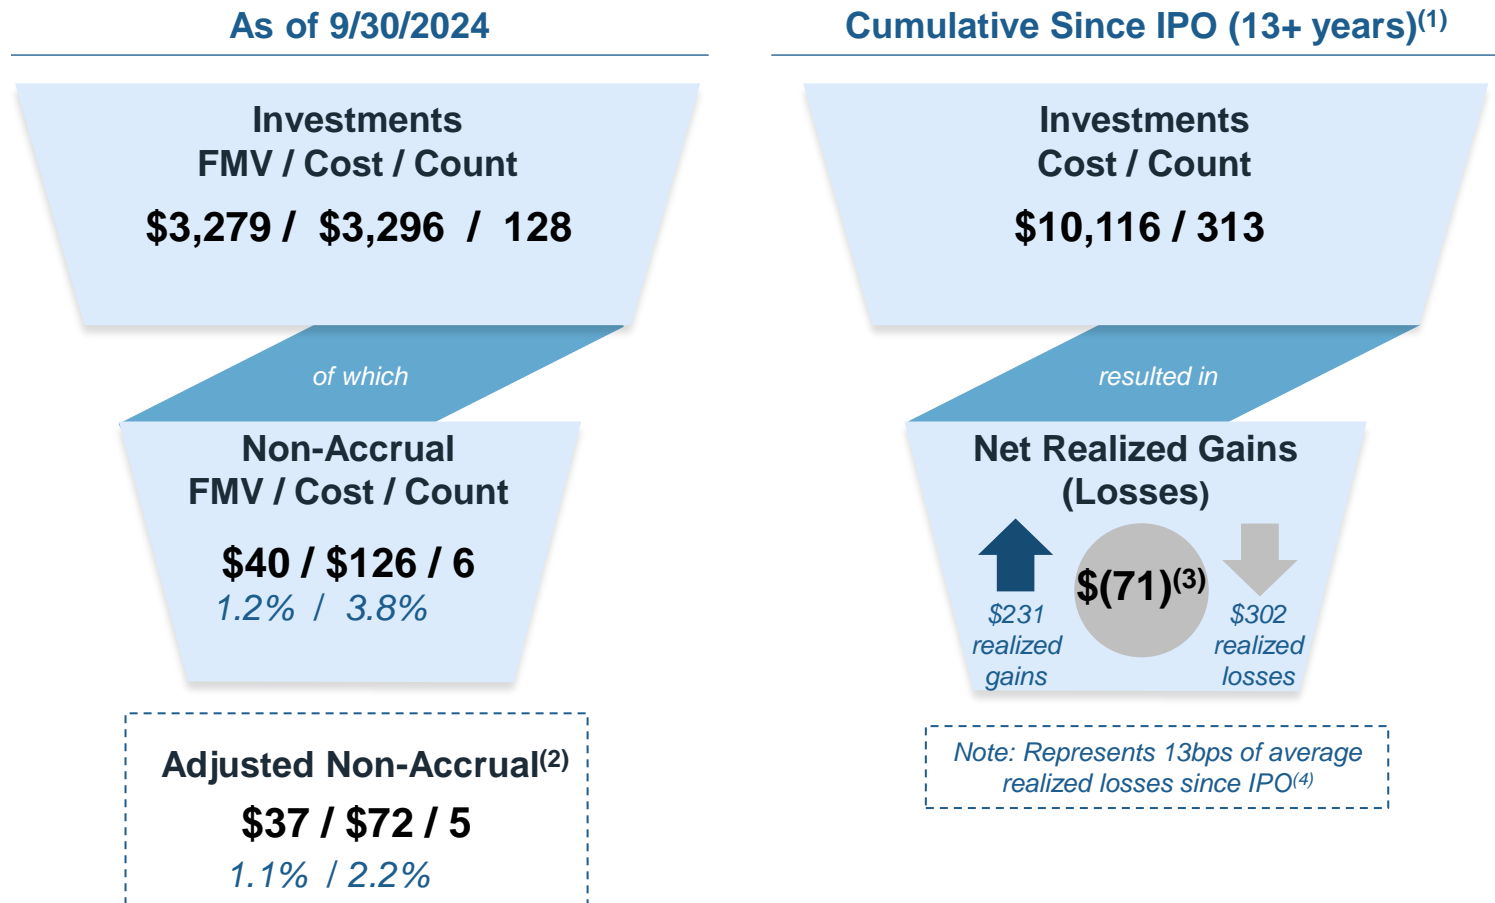 As of 9/30/2024
Investments
FMV / Cost / Count
$3,279 / $3,296 / 128
of which
Non-Accrual
FMV / Cost / Count
$40 / $126 / 6
1.2% / 3.8%
Adjusted Non-Accrual(2)
$37 / $72 / 5
1.1% / 2.2%
Cumulative Since IPO (13+ years)(1)
Investments
Cost / Count
$10,116 / 313
resulted in
Net Realized Gains
(Losses)
$231
realized
gains
$(71)(3)
$302
realized
losses
Note: Represents 13bps of average
realized losses since IPO(4)